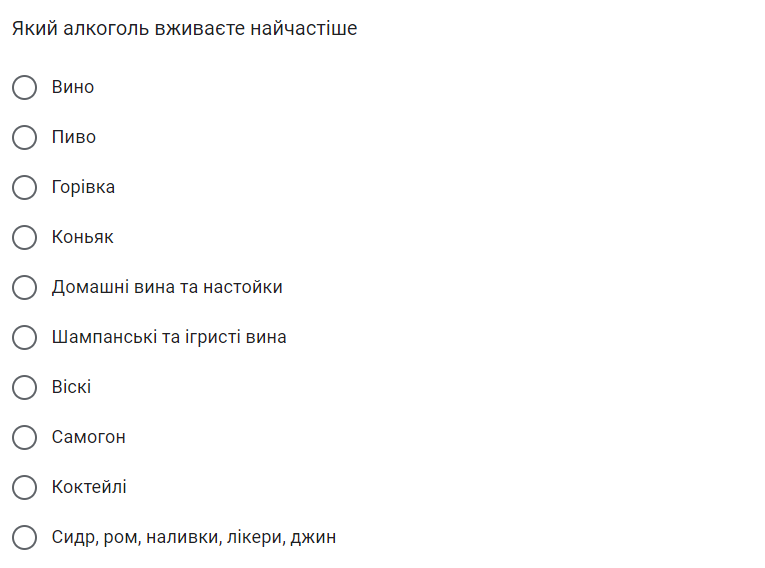 Який алкоголь вживаєте найчастіше
Вино
Пиво
Горівка
Коньяк
Домашні вина та настойки
Шампанські та ігристі вина
Віскі
Самогон
Коктейлі
Сидр, ром, наливки, лікери, джин